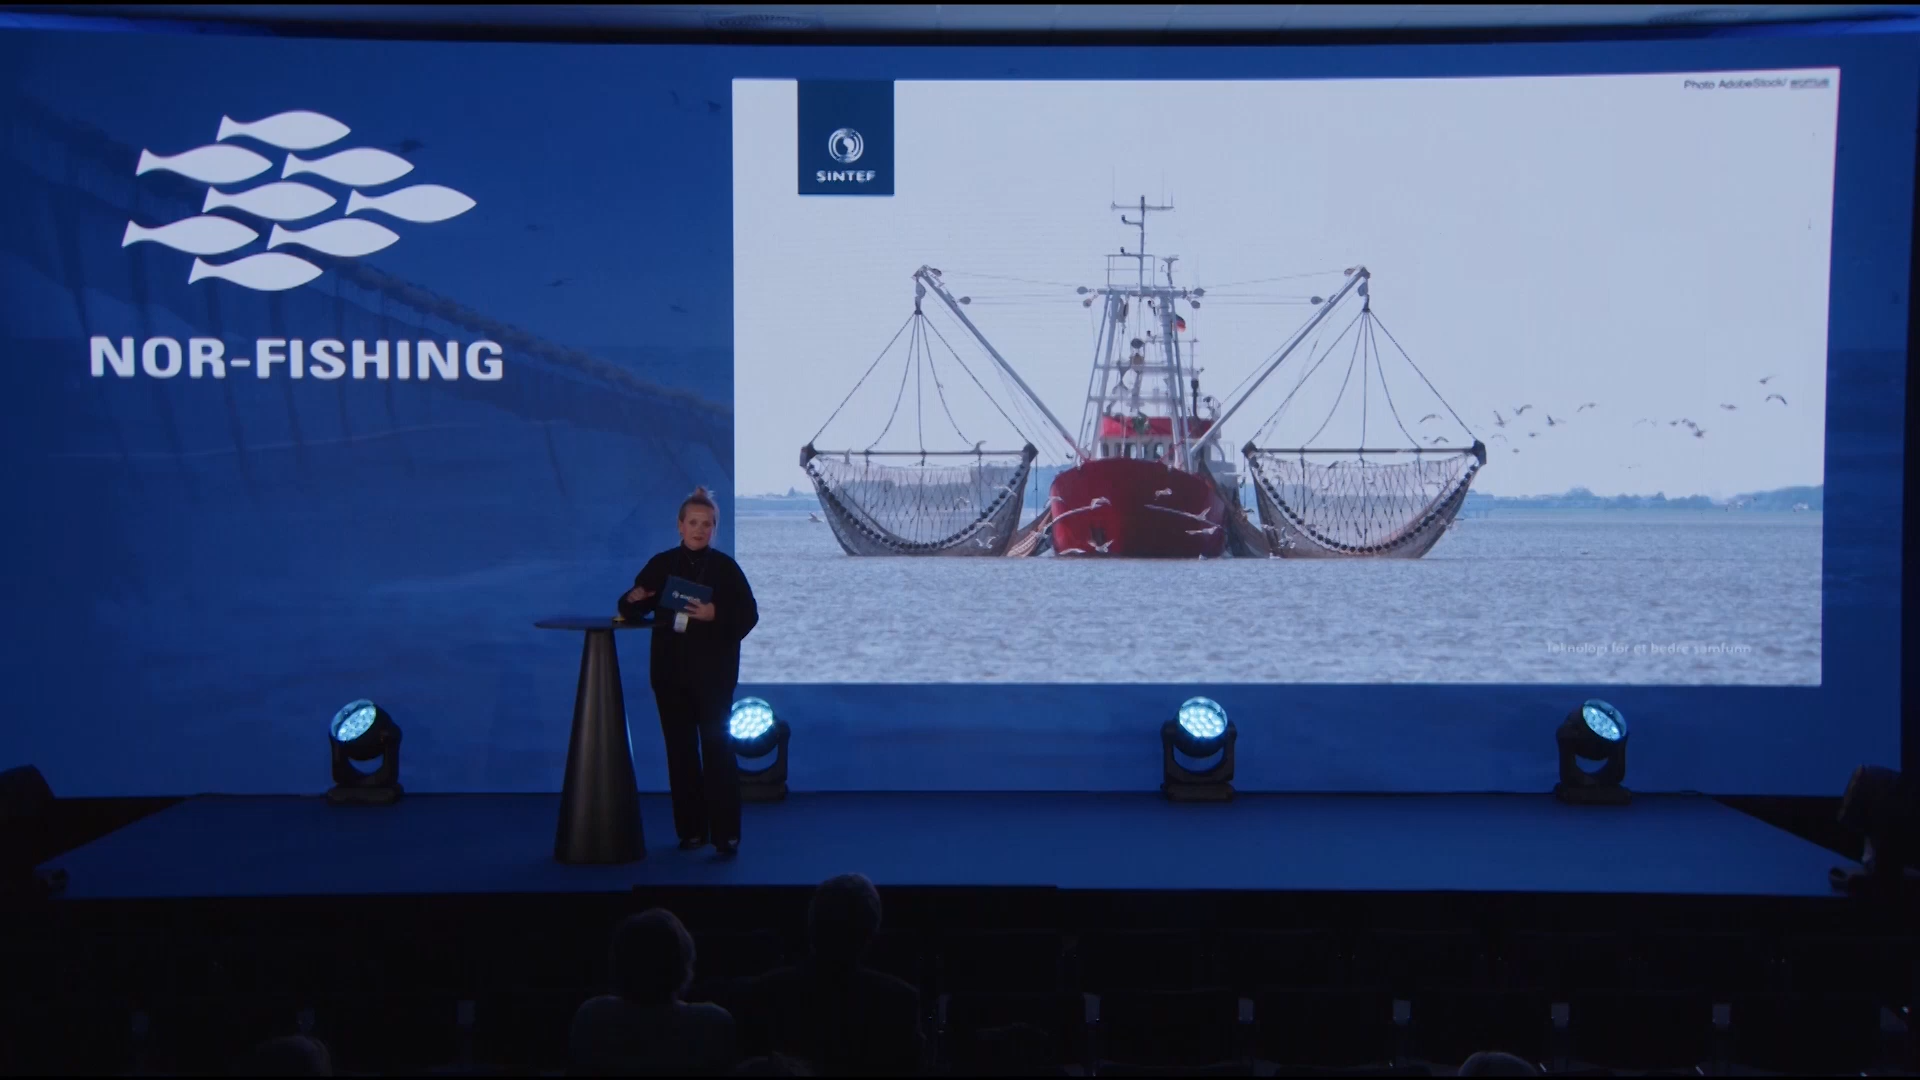 NOR-FISHING
Photo AdobeStock/
SINTEF
Teknologi for et bedre samfunn